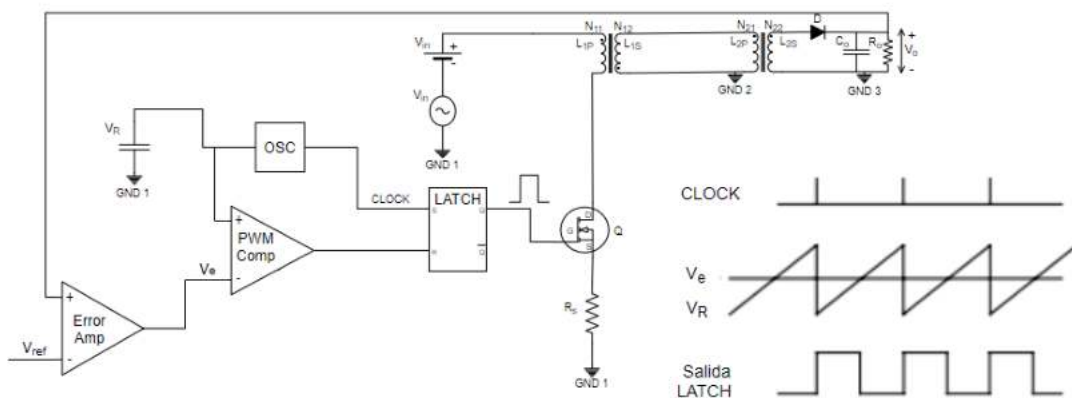 N11 N12
L1P L1S
N21 N22
L2P L2S
D
Co Ro
+
Vo
-
Vin
+
-
Vin
GND 1
GND 2
GND 3
VR
GND 1
OSC
CLOCK
LATCH
S Q
R Q
+
PWM
Comp
-
Ve
+
Error
Amp
-
Vref
D
G
S
Q
Rs
GND 1
CLOCK
Ve
VR
Salida
LATCH